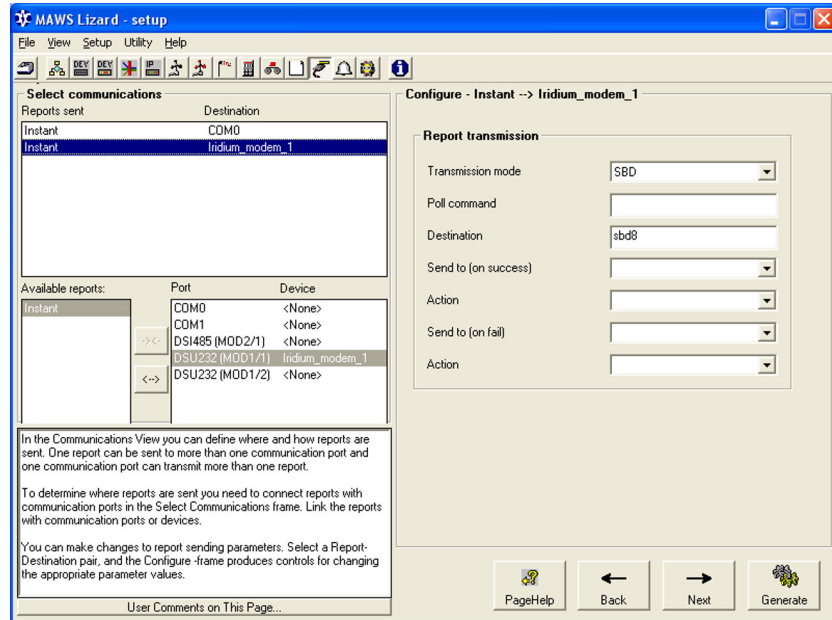 MAWS Lizard - setup
File View Setup Utility Help
Select communications
Reports sent Destination
Instant COM0
Instant Iridium_modem_1
Available reports: Port Device
Instant
COM0 <None>
COM1 <None>
DSI485 (MOD2/1) <None>
DSU232 (MOD1/1) Iridium_modem_1
DSU232 (MOD1/2) <None>
-><-
<-->
In the Communications View you can define where and how reports are
sent. One report can be sent to more than one communication port and
one communication port can transmit more than one report.
To determine where reports are sent you need to connect reports with
communication ports in the Select Communications frame. Link the reports
with communication ports or devices.
You can make changes to report sending parameters. Select a Report-
Destination pair, and the Configure -frame produces controls for changing
the appropriate parameter values.
User Comments on This Page...
Configure - Instant --> Iridium_modem_1
Report transmission
Transmission mode SBD
Poll command
Destination sbd8
Send to (on success)
Action
Send to (on fail)
Action
PageHelp Back Next Generate